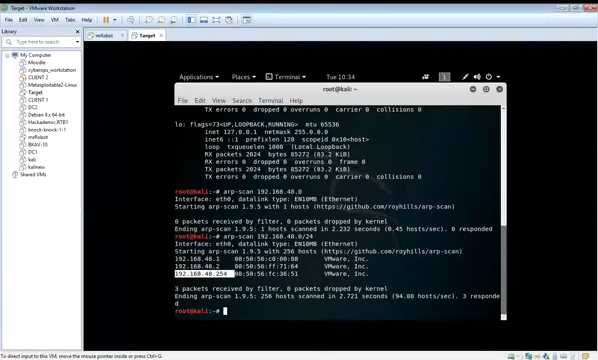 Target - VMware Workstation
File Edit View VM Tabs Help
Library
Type here to search
My Computer
Moodle
cyberops_workstation
CLIENT 2
Metasploitable2-Linux
Target
CLIENT 1
DC2
Debian 9.x 64-bit
Hackademic.RTB1
knock-knock-1-1
mrRobot
BKAV-10
DC1
kali
kalinew
Shared VMs
mrRobot
Target
Applications Places Terminal Tue 10:34 1
root@kali: ~
File Edit View Search Terminal Help
TX errors 0 dropped 0 overruns 0 carrier 0 collisions 0
lo: flags=73<UP,LOOPBACK,RUNNING> mtu 65536
inet 127.0.0.1 netmask 255.0.0.0
inet6 ::1 prefixlen 128 scopeid 0x10<host>
loop txqueuelen 1000 (Local Loopback)
RX packets 2024 bytes 85272 (83.2 KiB)
RX errors 0 dropped 0 overruns 0 frame 0
TX packets 2024 bytes 85272 (83.2 KiB)
TX errors 0 dropped 0 overruns 0 carrier 0 collisions 0
root@kali:~# arp-scan 192.168.48.0
Interface: eth0, datalink type: EN10MB (Ethernet)
Starting arp-scan 1.9.5 with 1 hosts (https://github.com/royhills/arp-scan)
0 packets received by filter, 0 packets dropped by kernel
Ending arp-scan 1.9.5: 1 hosts scanned in 2.232 seconds (0.45 hosts/sec). 0 responded
root@kali:~# arp-scan 192.168.48.0/24
Interface: eth0, datalink type: EN10MB (Ethernet)
Starting arp-scan 1.9.5 with 256 hosts (https://github.com/royhills/arp-scan)
192.168.48.1 00:50:56:c0:00:08 VMware, Inc.
192.168.48.2 00:50:56:ff:71:64 VMware, Inc.
192.168.48.254 00:50:56:fc:36:51 VMware, Inc.
3 packets received by filter, 0 packets dropped by kernel
Ending arp-scan 1.9.5: 256 hosts scanned in 2.721 seconds (94.08 hosts/sec). 3 responde
d
root@kali:~#
To direct input to this VM, move the mouse pointer inside or press Ctrl+G.